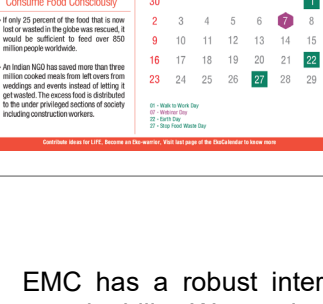 Consume Food Consciously
If only 25 percent of the food that is now
lost or wasted in the globe was rescued, it
would be sufficient to feed over 850
million people worldwide.
An Indian NGO has saved more than three
million cooked meals from left overs from
weddings and events instead of letting it
get wasted. The excess food is distributed
to the under privileged sections of society
including construction workers.
30 1
2 3 4 5 6 7 8
9 10 11 12 13 14 15
16 17 18 19 20 21 22
23 24 25 26 27 28 29
01 - Walk to Work Day
07 - Webinar Day
22 - Earth Day
27 - Stop Food Waste Day
Contribute ideas for LIFE, Become an Eko-warrior, Visit last page of the EkoCalendar to know more
EMC has a robust inter